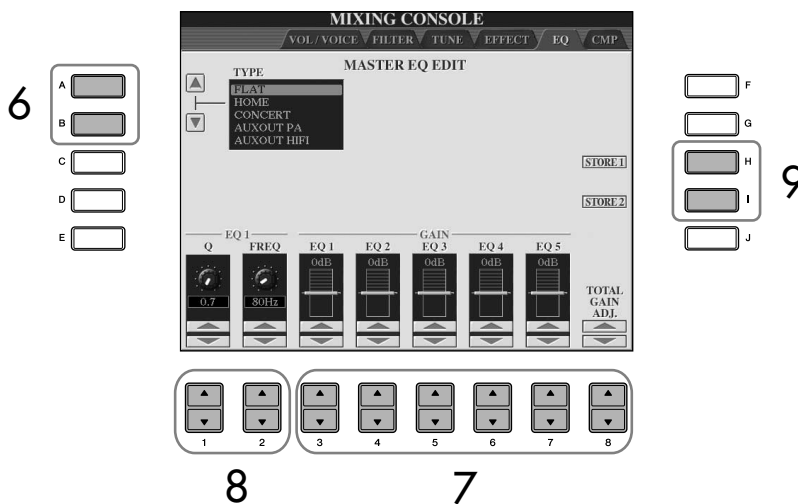 MIXING CONSOLE
VOL / VOICE FILTER TUNE EFFECT EQ CMP
MASTER EQ EDIT
TYPE
FLAT
HOME
CONCERT
AUXOUT PA
AUXOUT HIFI
6
A
B
C
D
E
F
G
H
I
J
9
STORE 1
STORE 2
EQ 1 GAIN
Q FREQ EQ 1 EQ 2 EQ 3 EQ 4 EQ 5
0dB 0dB 0dB 0dB 0dB
0.7 80Hz
TOTAL
GAIN
ADJ.
1 2 3 4 5 6 7 8
8 7